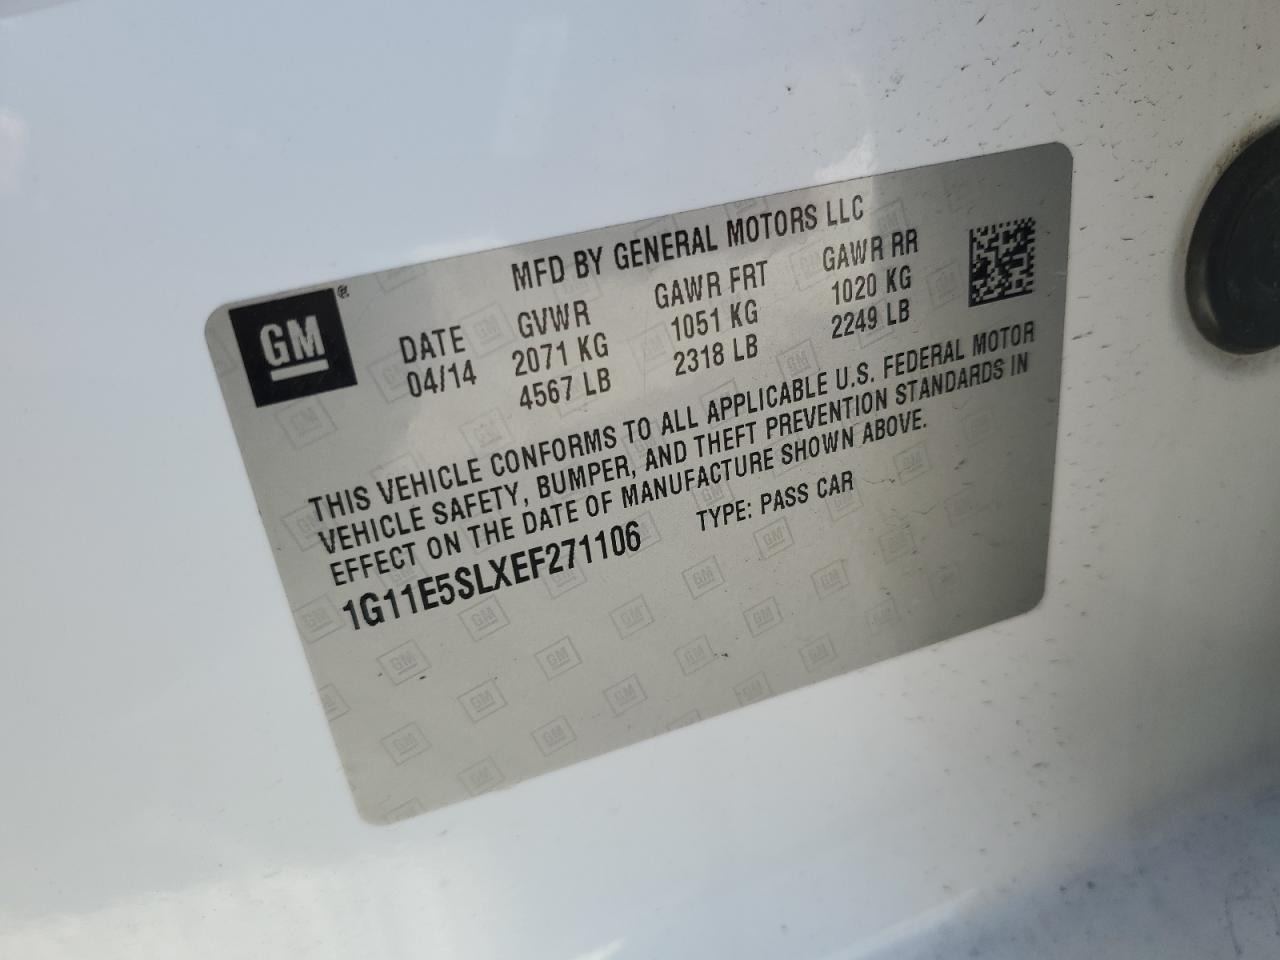 MFD BY GENERAL MOTORS LLC
GM®
DATE GVWR GAWR FRT GAWR RR
04/14 2071 KG 1051 KG 1020 KG
4567 LB 2318 LB 2249 LB
THIS VEHICLE CONFORMS TO ALL APPLICABLE U.S. FEDERAL MOTOR
VEHICLE SAFETY, BUMPER, AND THEFT PREVENTION STANDARDS IN
EFFECT ON THE DATE OF MANUFACTURE SHOWN ABOVE.
1G11E5SLXEF271106 TYPE: PASS CAR